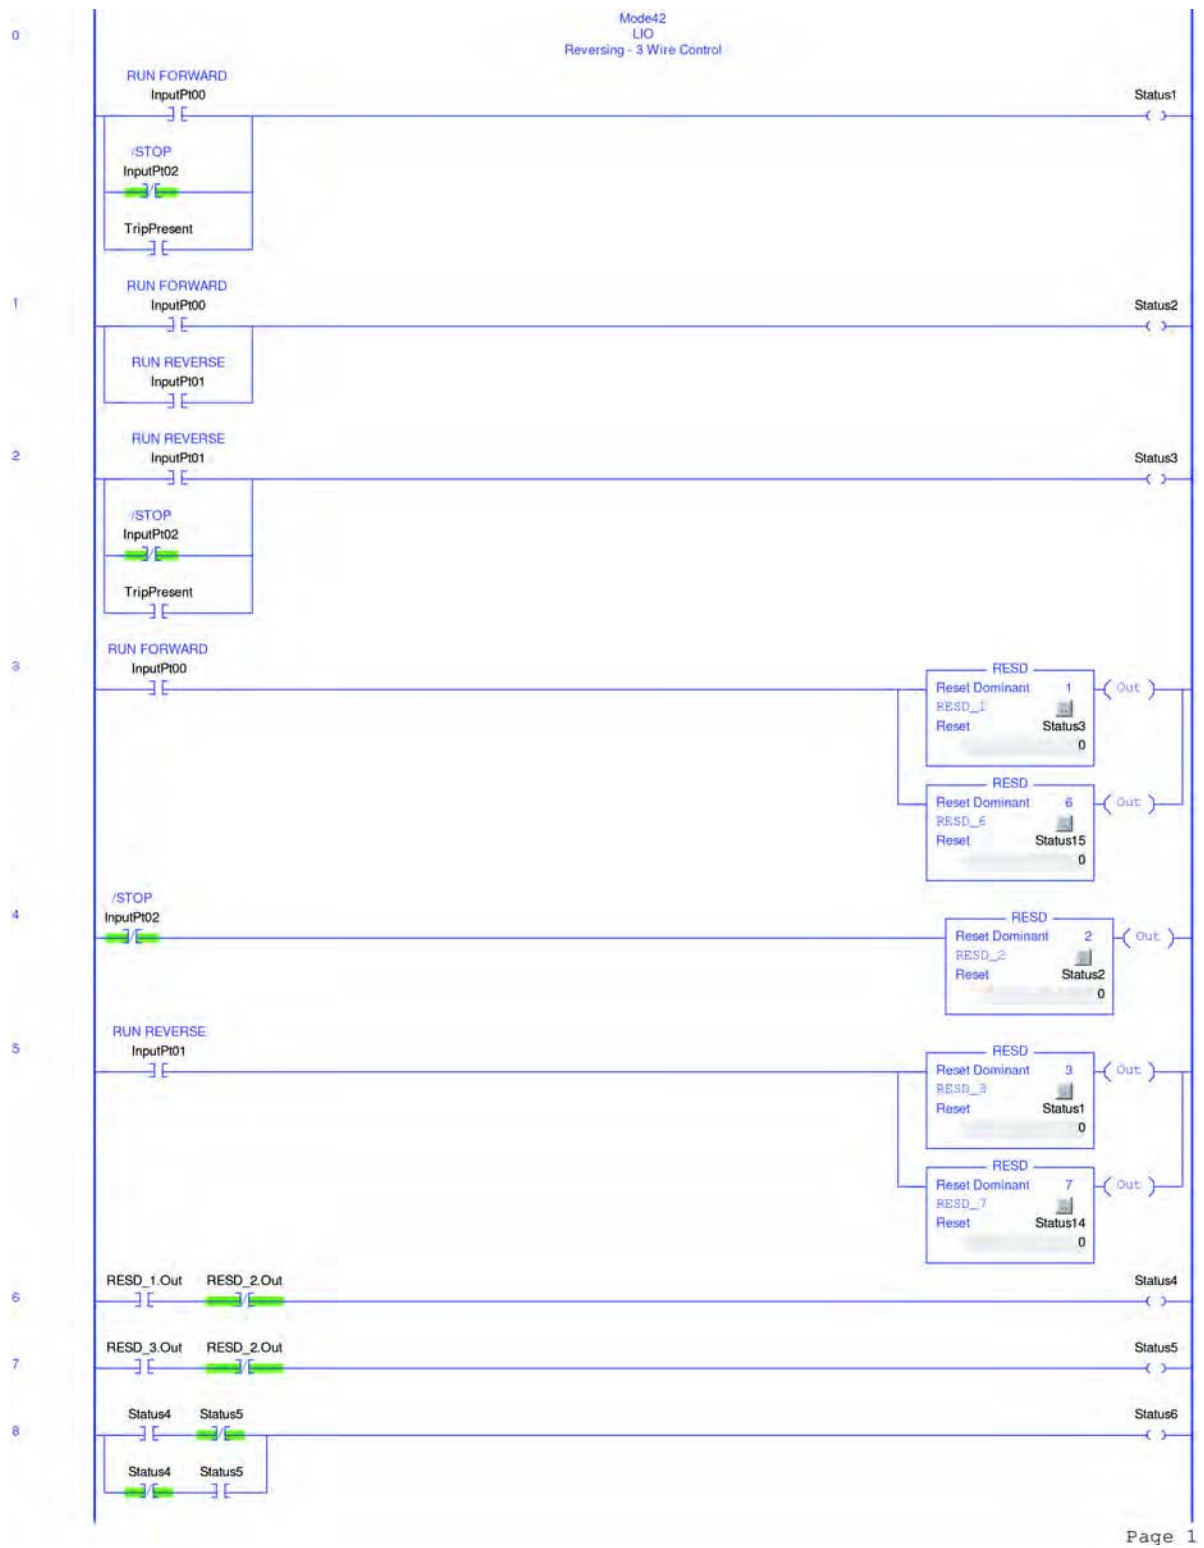 Mode42
0
LIO
Reversing - 3 Wire Control
RUN FORWARD
InputPt00
Status1
/STOP
InputPt02
TripPresent
RUN FORWARD
1
InputPt00
Status2
RUN REVERSE
InputPt01
RUN REVERSE
2
InputPt01
Status3
/STOP
InputPt02
TripPresent
RUN FORWARD
3
InputPt00
RESD
Reset Dominant 1
Out
RESD_1
Reset Status3
0
RESD
Reset Dominant 6
Out
RESD_6
Reset Status15
0
/STOP
4
InputPt02
RESD
Reset Dominant 2
Out
RESD_2
Reset Status2
0
RUN REVERSE
5
InputPt01
RESD
Reset Dominant 3
Out
RESD_3
Reset Status1
0
RESD
Reset Dominant 7
Out
RESD_7
Reset Status14
0
RESD_1.Out RESD_2.Out
Status4
6
RESD_3.Out RESD_2.Out
Status5
7
Status4 Status5
Status6
8
Status4 Status5
Page 1